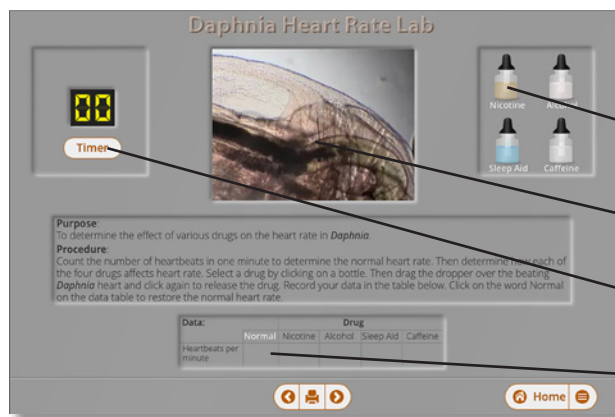 Daphnia Heart Rate Lab
00
Timer
Nicotine
Alcohol
Sleep Aid
Caffeine
Purpose:
To determine the effect of various drugs on the heart rate in Daphnia.
Procedure:
Count the number of heartbeats in one minute to determine the normal heart rate. Then determine how each of
the four drugs affects heart rate. Select a drug by clicking on a bottle. Then drag the dropper over the beating
Daphnia heart and click again to release the drug. Record your data in the table below. Click on the word Normal
on the data table to restore the normal heart rate.
Data: Drug
Normal Nicotine Alcohol Sleep Aid Caffeine
Heartbeats per
minute
Home